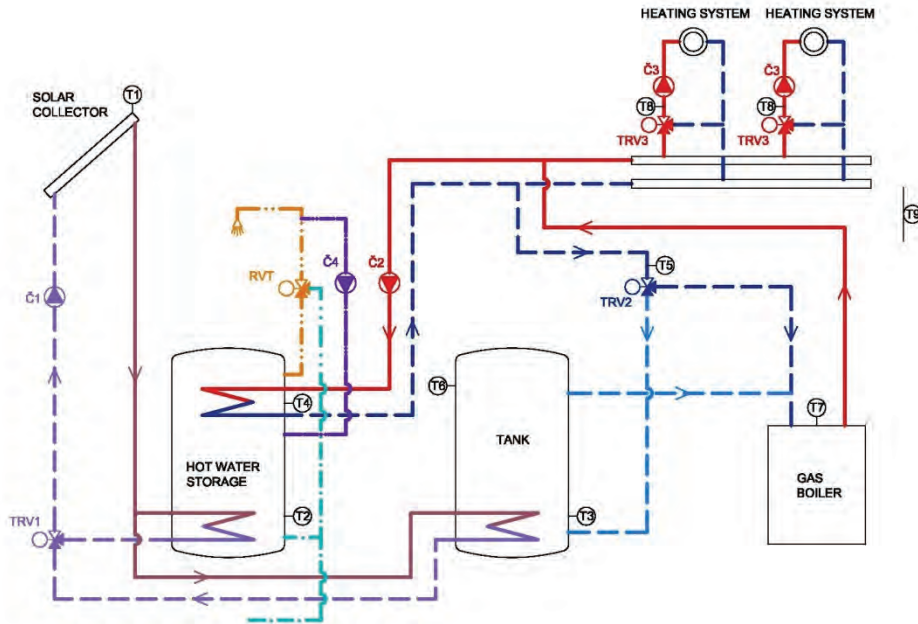 HEATING SYSTEM
HEATING SYSTEM
Č3
Č3
T8
T8
TRV3
TRV3
T1
SOLAR
COLLECTOR
T9
RVT
Č4
Č2
T5
TRV2
Č1
T6
T4
T7
TANK
HOT WATER
STORAGE
GAS
BOILER
T2
T3
TRV1